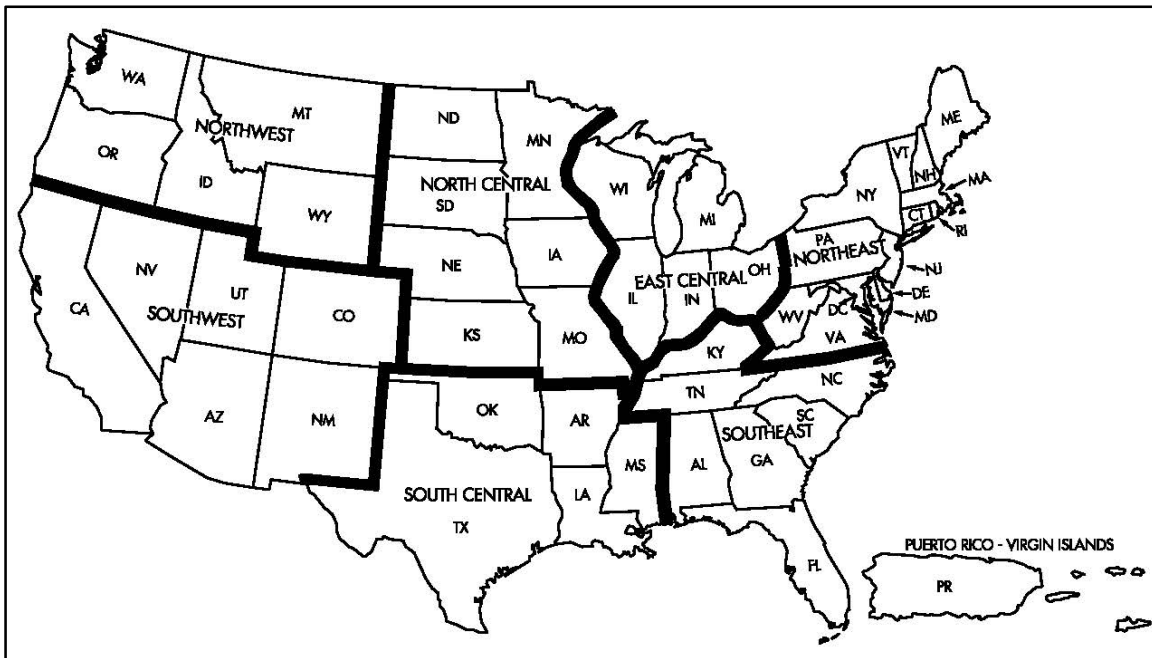 WA
MT
NORTHWEST
OR
ID
WY
ND
MN
NORTH CENTRAL
SD
NE
IA
KS
MO
WI
MI
EAST CENTRAL
IL
IN
OH
ME
VT
NH
MA
NY
CT
RI
PA
NORTHEAST
NJ
DE
MD
WV
DC
VA
NV
UT
CO
CA
SOUTHWEST
AZ
NM
OK
AR
SOUTH CENTRAL
TX
LA
MS
KY
TN
NC
SC
SOUTHEAST
AL
GA
FL
PUERTO RICO - VIRGIN ISLANDS
PR